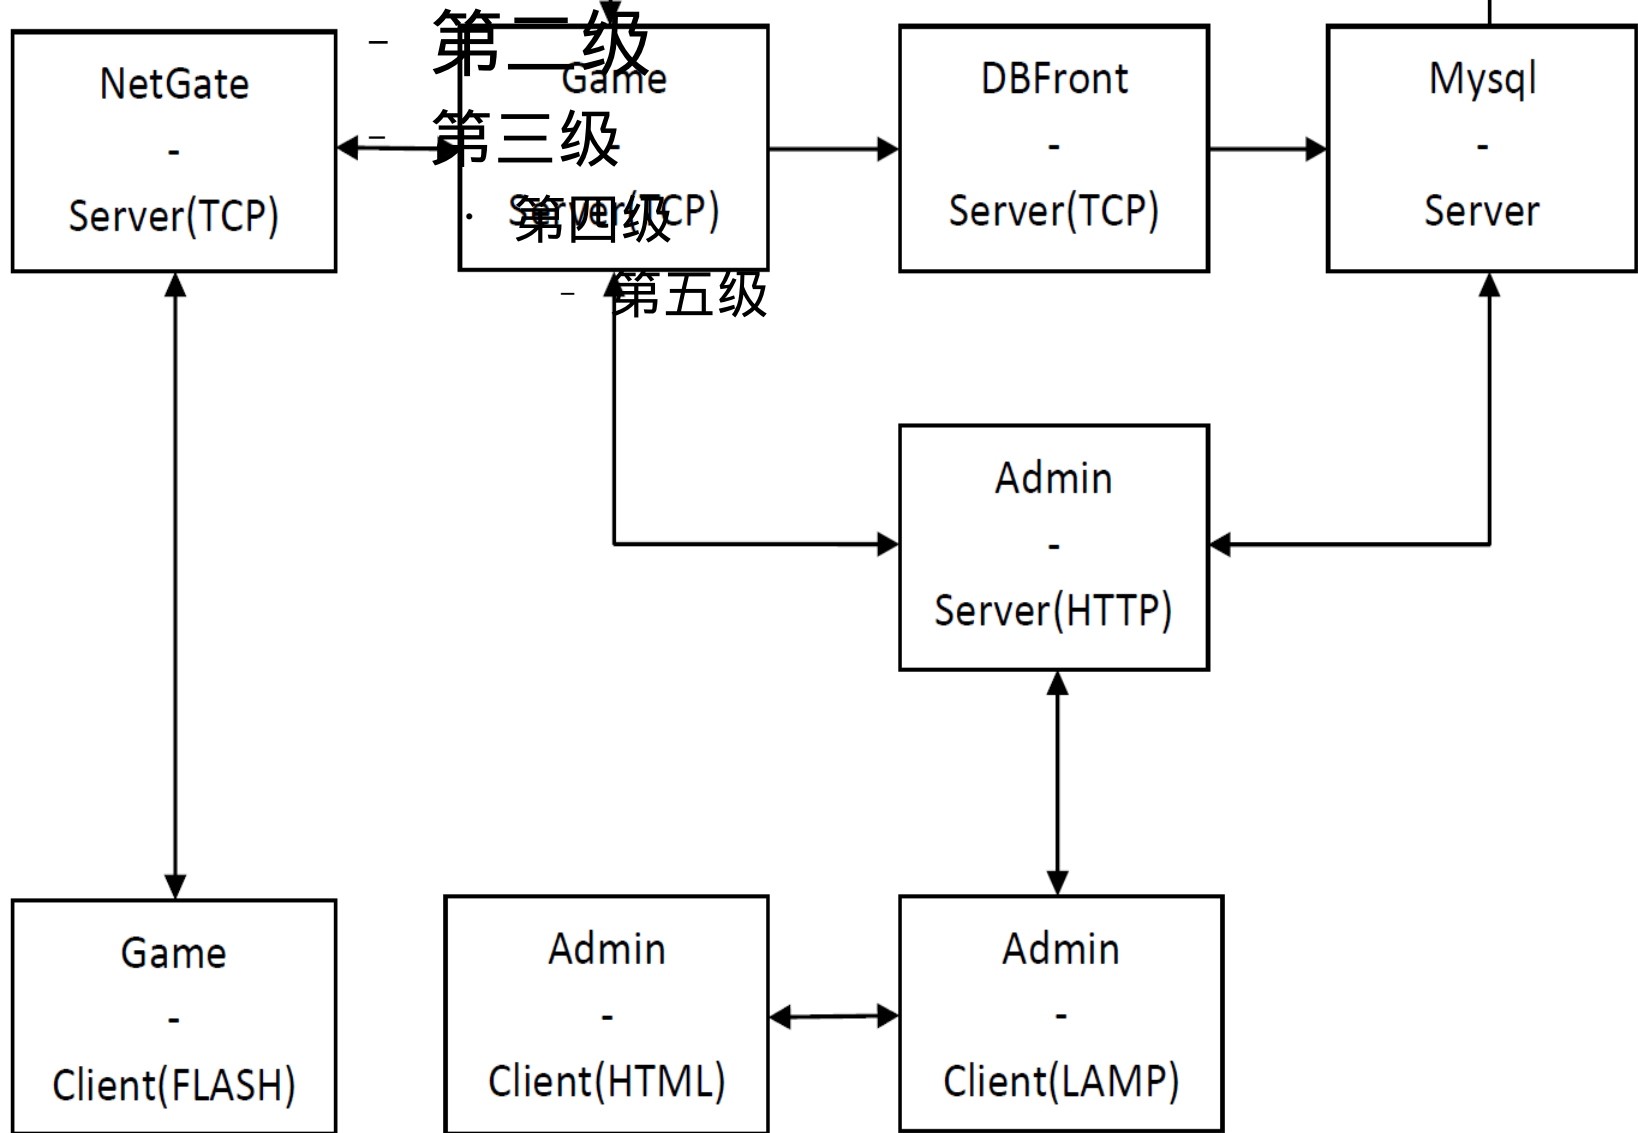 第二级
第三级
第四级
第五级
NetGate
-
Server(TCP)
Game
-
Server(TCP)
DBFront
-
Server(TCP)
Mysql
-
Server
Admin
-
Server(HTTP)
Game
-
Client(FLASH)
Admin
-
Client(HTML)
Admin
-
Client(LAMP)